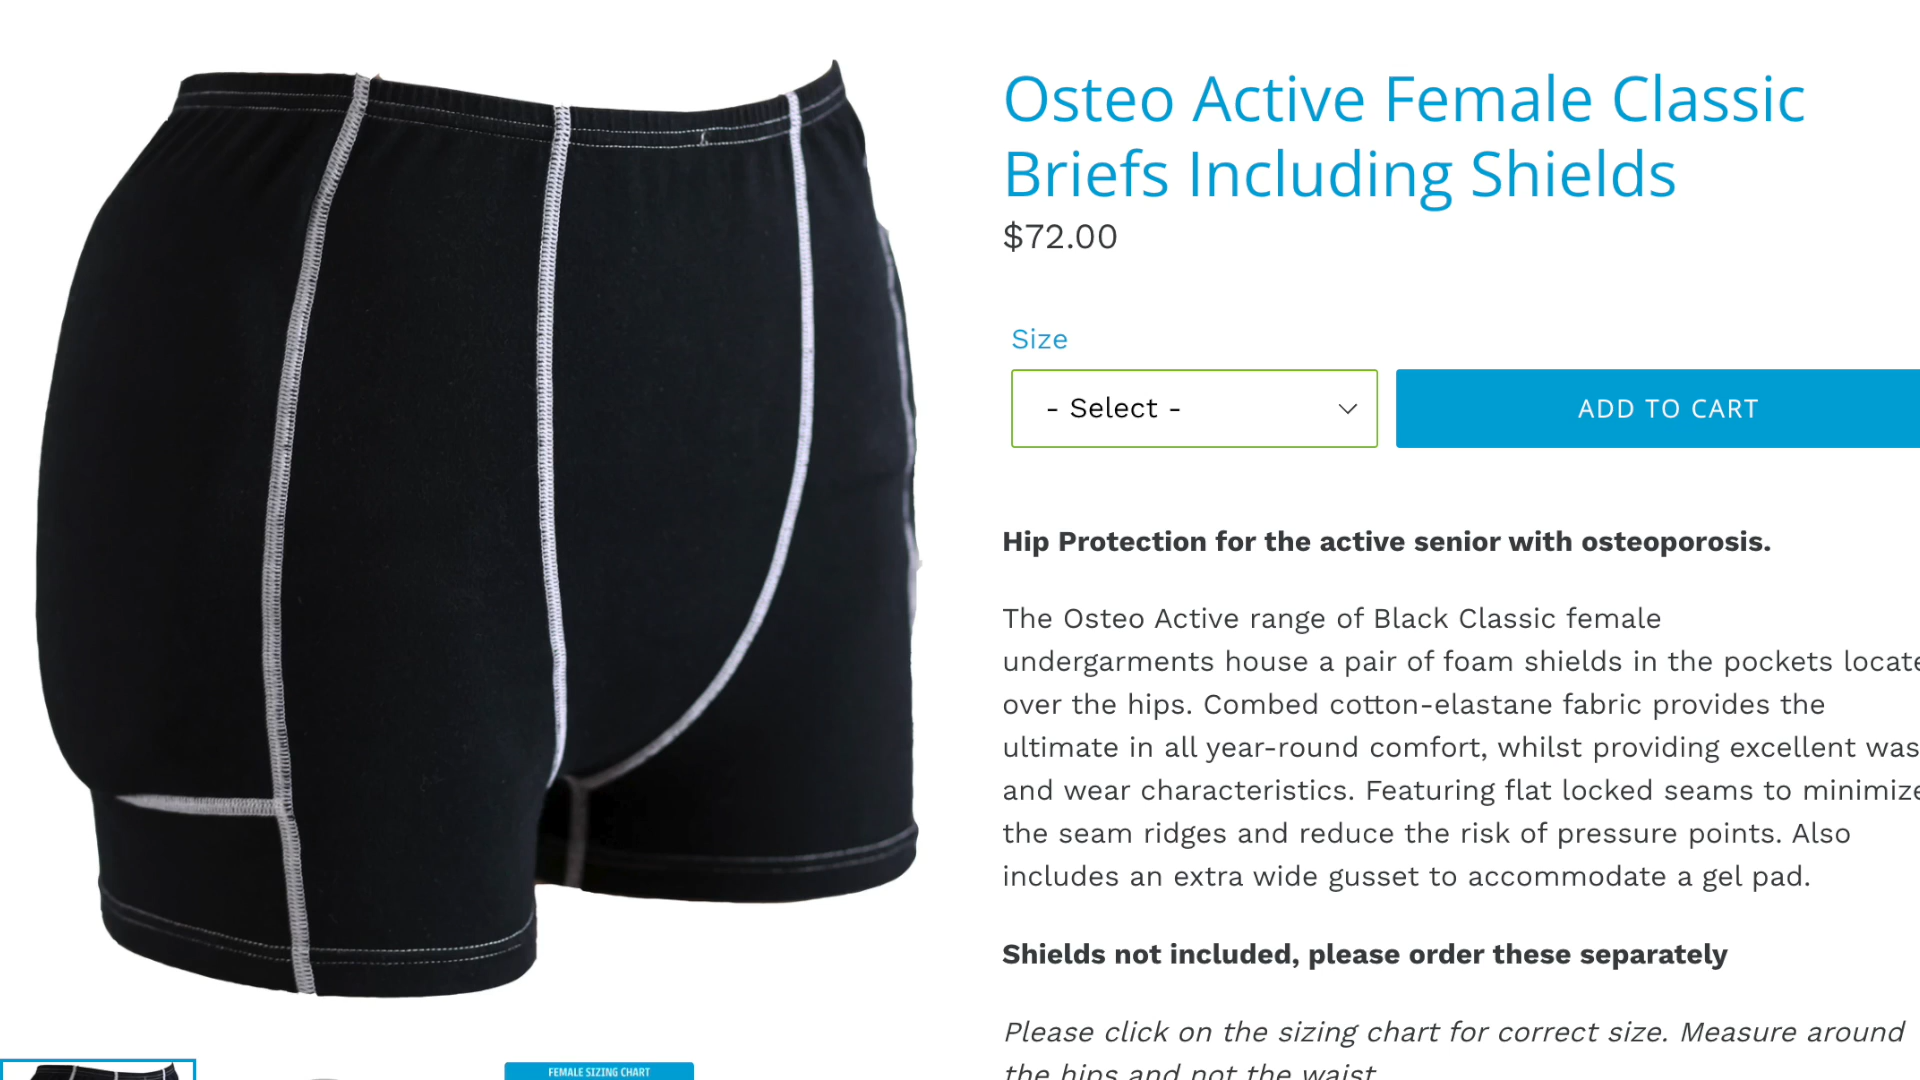 Osteo Active Female Classic
Briefs Including Shields
$72.00
Size
- Select -
ADD TO CART
Hip Protection for the active senior with osteoporosis.
The Osteo Active range of Black Classic female
undergarments house a pair of foam shields in the pockets locate
over the hips. Combed cotton-elastane fabric provides the
ultimate in all year-round comfort, whilst providing excellent was
and wear characteristics. Featuring flat locked seams to minimize
the seam ridges and reduce the risk of pressure points. Also
includes an extra wide gusset to accommodate a gel pad.
Shields not included, please order these separately
Please click on the sizing chart for correct size. Measure around
the hips and not the waist
FEMALE SIZING CHART